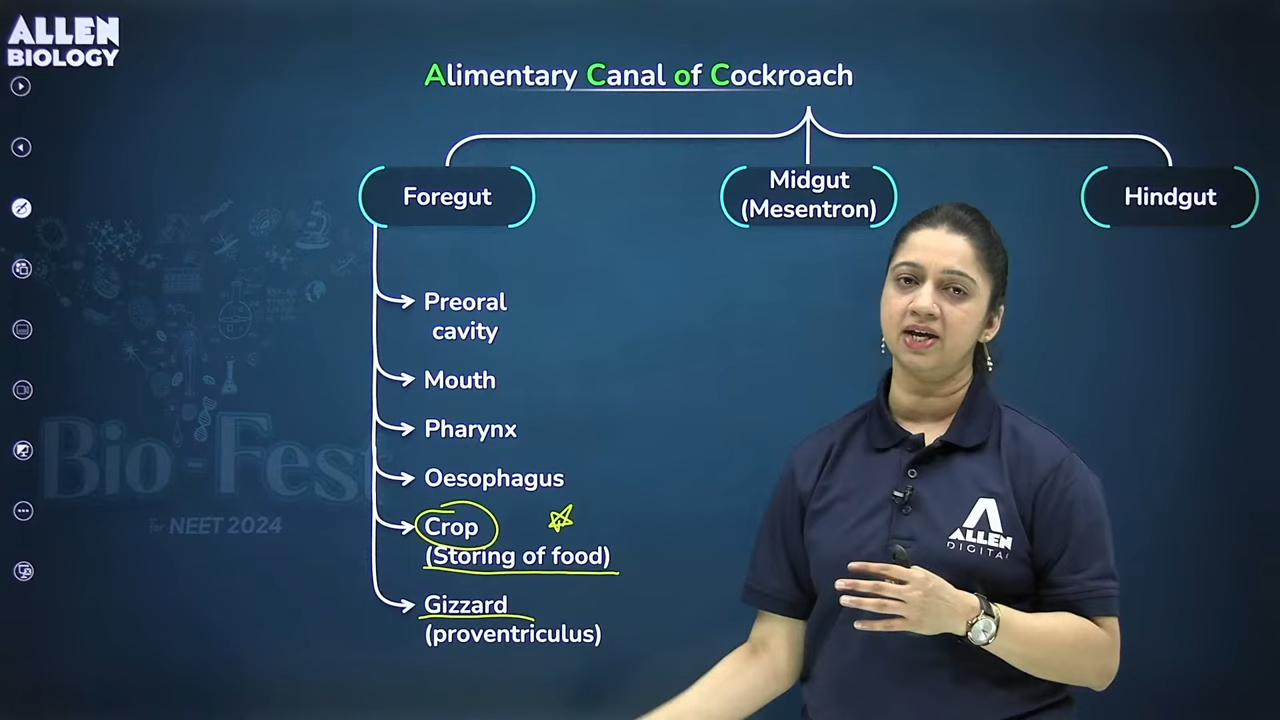 ALLEN
BIOLOGY
Alimentary Canal of Cockroach
Foregut
Midgut
(Mesentron)
Hindgut
Preoral
cavity
Mouth
Pharynx
Oesophagus
Crop
(Storing of food)
Gizzard
(proventriculus)
Bio-Fest
for NEET 2024
ALLEN
DIGITAL